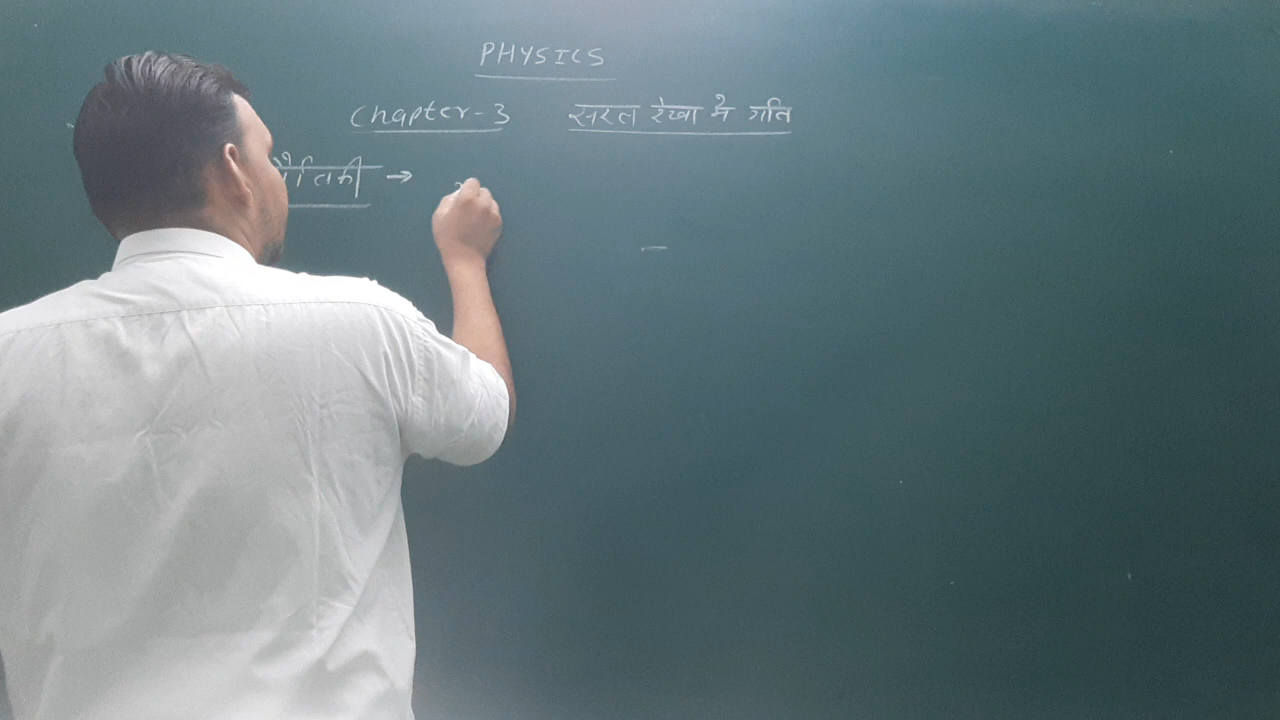 PHYSICS
Chapter-3 सरल रेखा मे गति
→